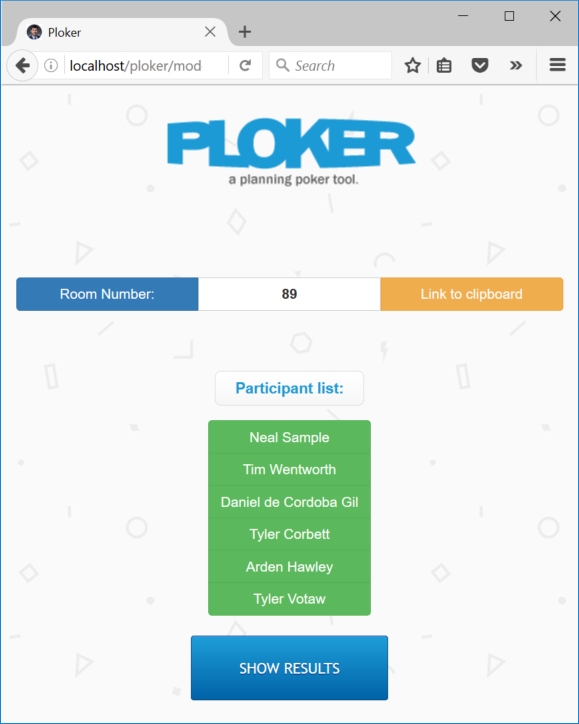 Ploker
localhost/ploker/mod
Search
PLOKER
a planning poker tool.
Room Number: 89 Link to clipboard
Participant list:
Neal Sample
Tim Wentworth
Daniel de Cordoba Gil
Tyler Corbett
Arden Hawley
Tyler Votaw
SHOW RESULTS